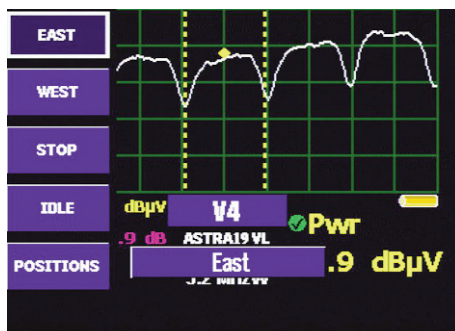 EAST
WEST
STOP
IDLE
POSITIONS
dBµV V4
Pwr
.9 dB ASTRA19 VL
East .9 dBµV